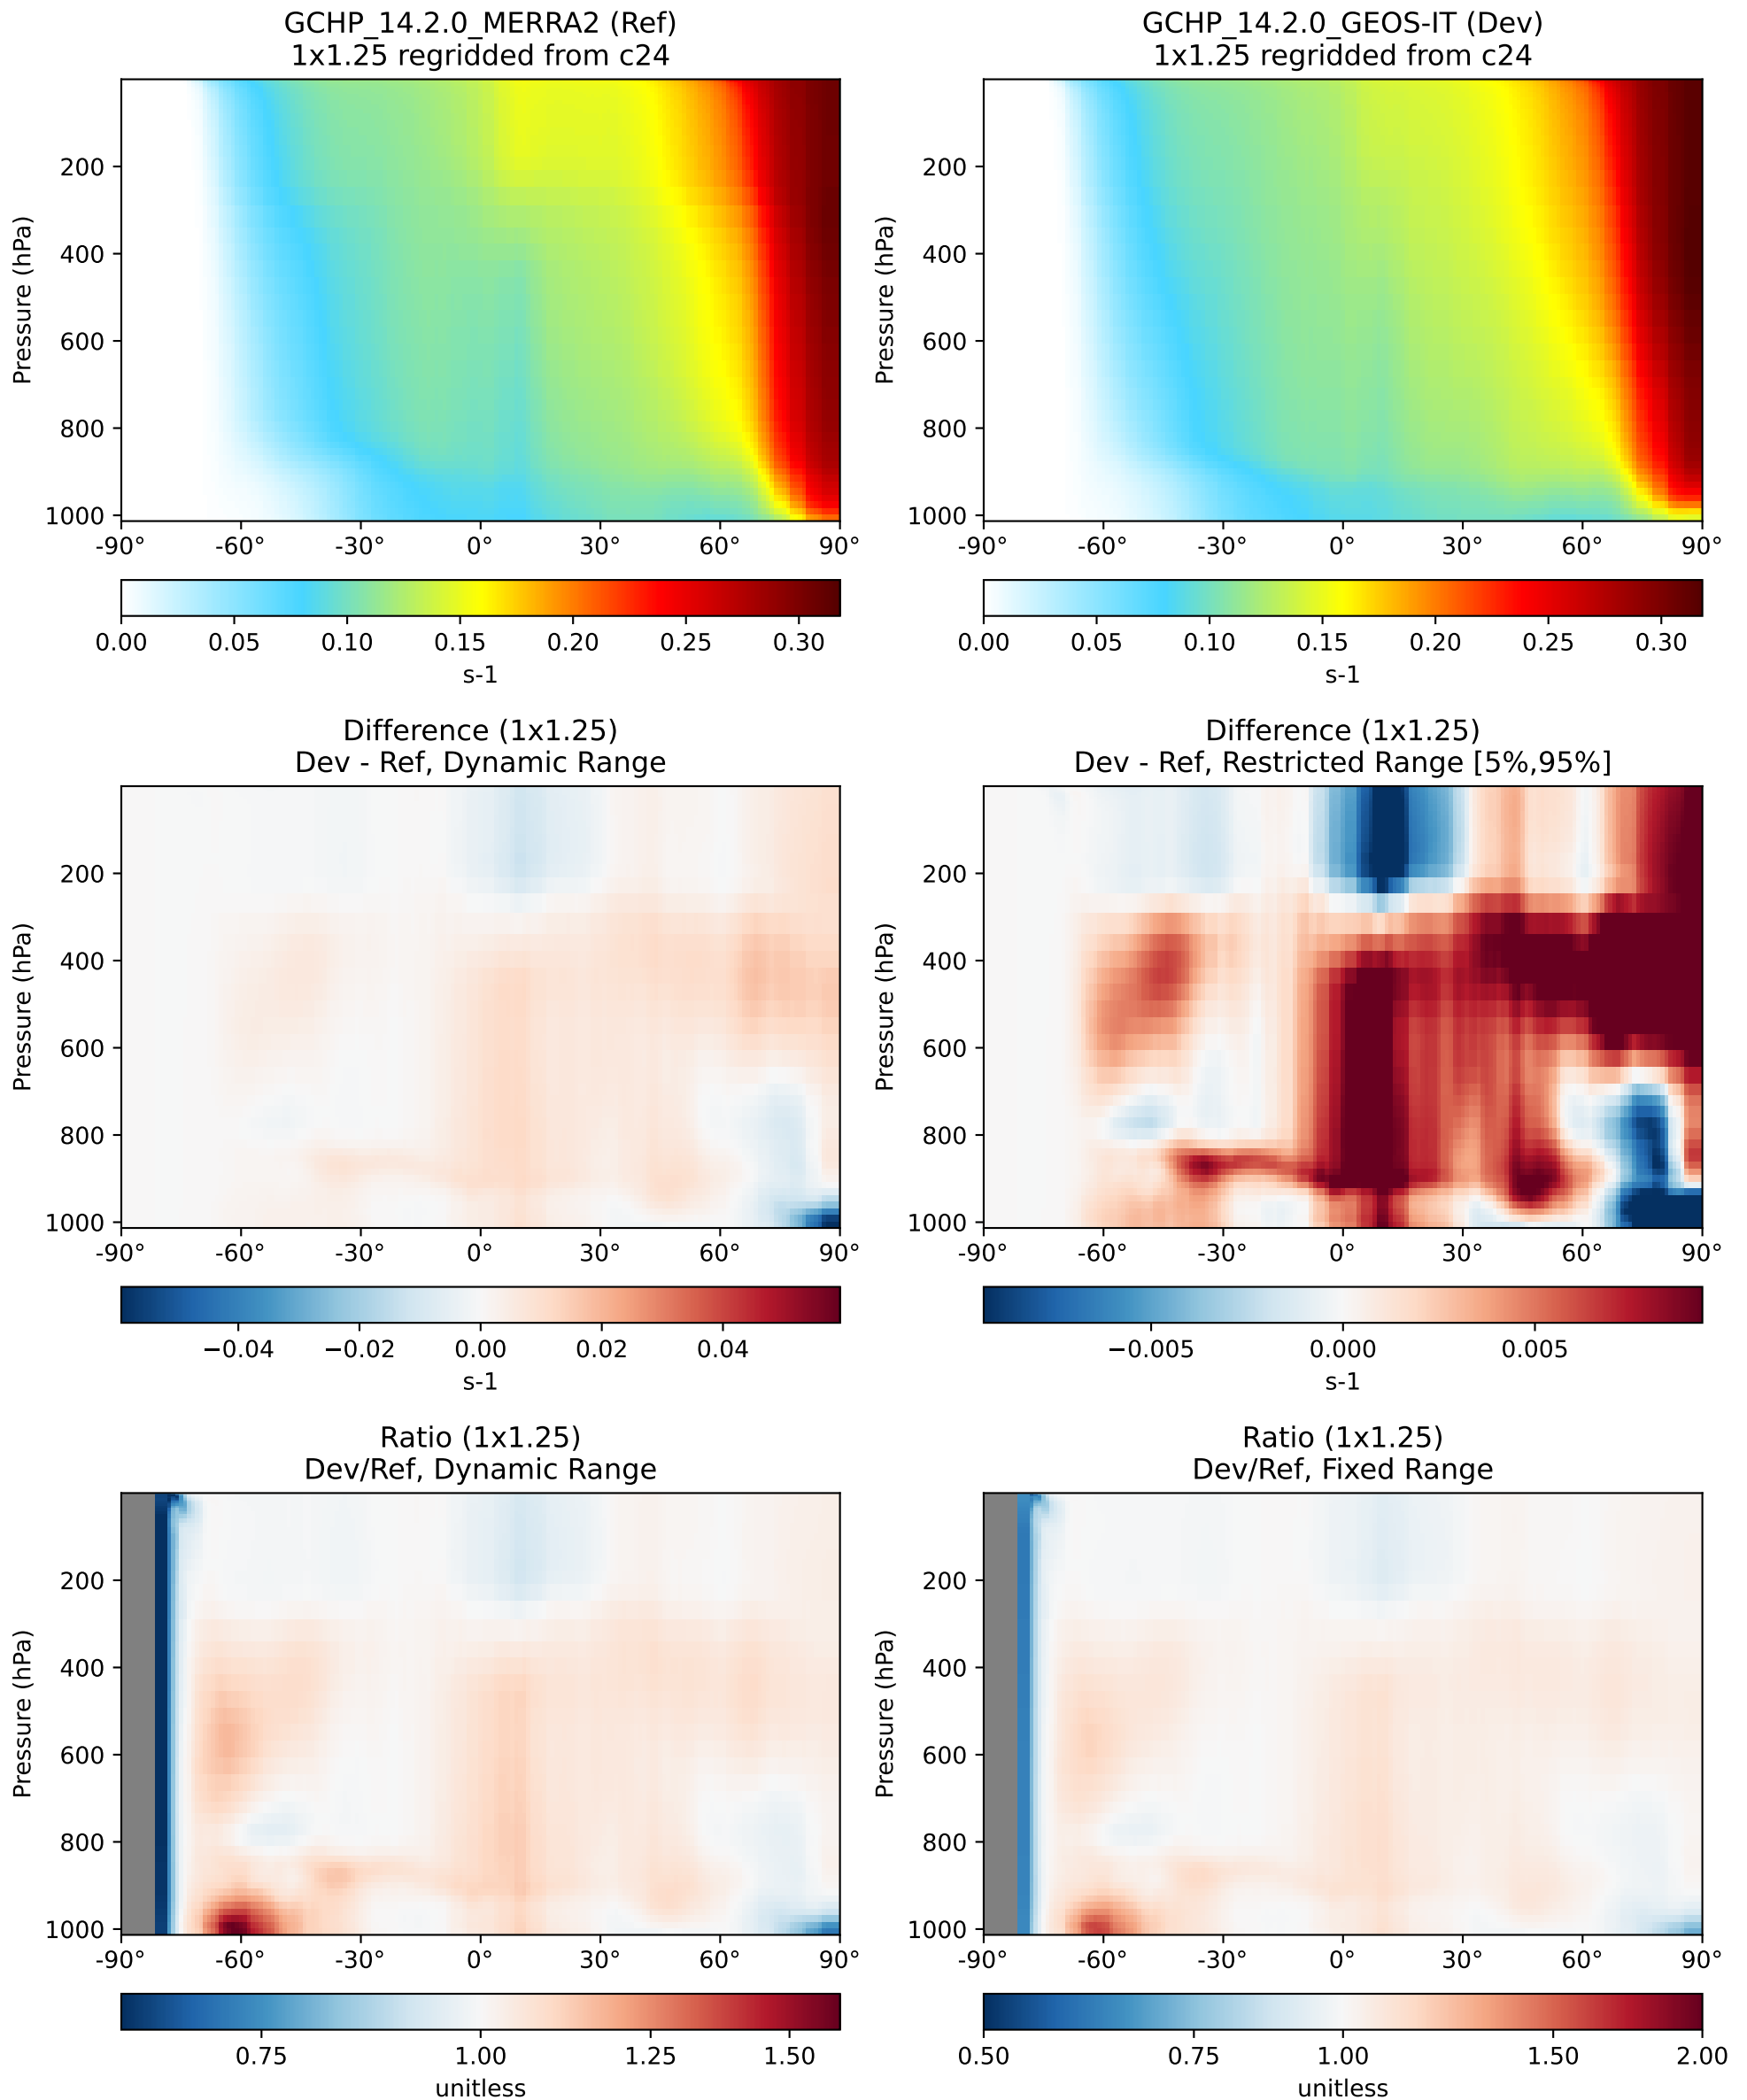 GCHP_14.2.0_MERRA2 (Ref)
1x1.25 regridded from c24
Pressure (hPa)
200
400
600
800
1000
-90° -60° -30° 0° 30° 60° 90°
0.00 0.05 0.10 0.15 0.20 0.25 0.30
s-1
GCHP_14.2.0_GEOS-IT (Dev)
1x1.25 regridded from c24
Pressure (hPa)
200
400
600
800
1000
-90° -60° -30° 0° 30° 60° 90°
0.00 0.05 0.10 0.15 0.20 0.25 0.30
s-1
Difference (1x1.25)
Dev - Ref, Dynamic Range
Pressure (hPa)
200
400
600
800
1000
-90° -60° -30° 0° 30° 60° 90°
−0.04 −0.02 0.00 0.02 0.04
s-1
Difference (1x1.25)
Dev - Ref, Restricted Range [5%,95%]
Pressure (hPa)
200
400
600
800
1000
-90° -60° -30° 0° 30° 60° 90°
−0.005 0.000 0.005
s-1
Ratio (1x1.25)
Dev/Ref, Dynamic Range
Pressure (hPa)
200
400
600
800
1000
-90° -60° -30° 0° 30° 60° 90°
0.75 1.00 1.25 1.50
unitless
Ratio (1x1.25)
Dev/Ref, Fixed Range
Pressure (hPa)
200
400
600
800
1000
-90° -60° -30° 0° 30° 60° 90°
0.50 0.75 1.00 1.50 2.00
unitless